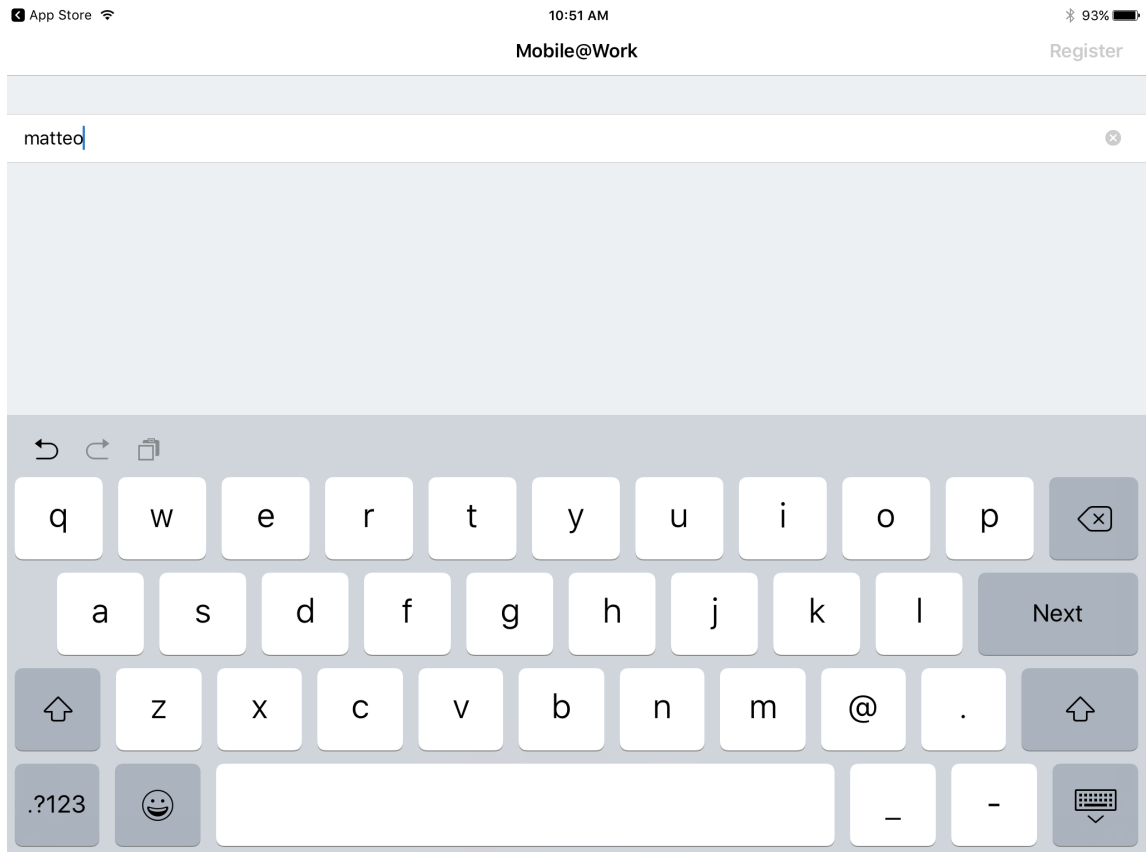 App Store 10:51 AM 93%
Mobile@Work Register
matteo
q w e r t y u i o p
a s d f g h j k l Next
z x c v b n m @ .
.?123 _ -